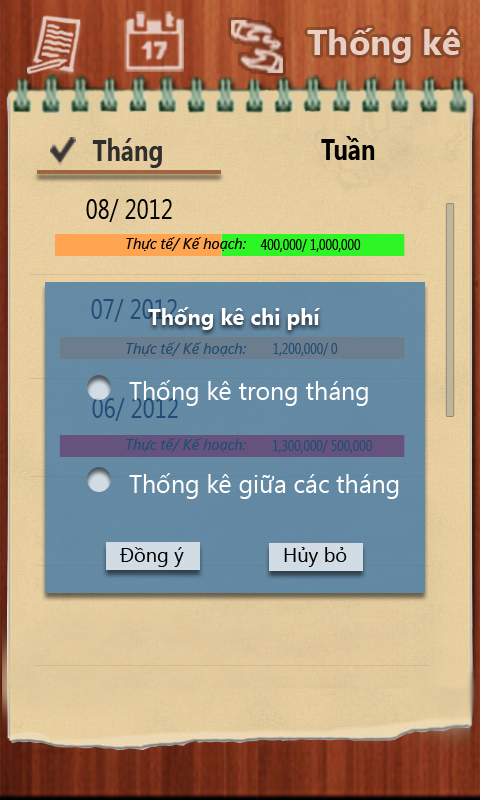 17
Thống kê
Tháng
Tuần
08/ 2012
Thực tế/ Kế hoạch: 400,000/ 1,000,000
07/ 2012
Thống kê chi phí
Thực tế/ Kế hoạch: 1,200,000/ 0
Thống kê trong tháng
06/ 2012
Thực tế/ Kế hoạch: 1,300,000/ 500,000
Thống kê giữa các tháng
Đồng ý
Hủy bỏ